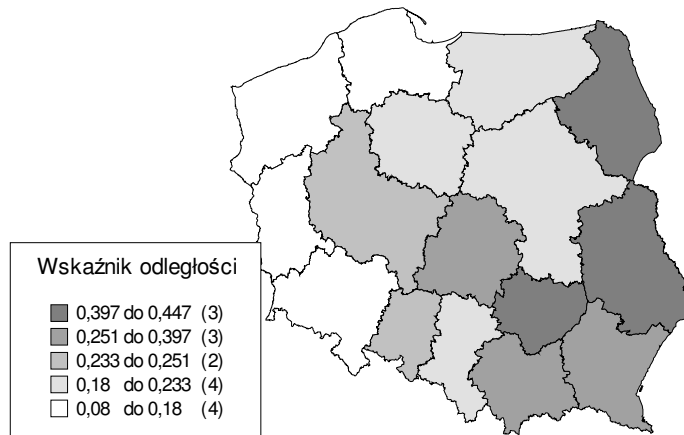 Wskaźnik odległości
0,397 do 0,447 (3)
0,251 do 0,397 (3)
0,233 do 0,251 (2)
0,18 do 0,233 (4)
0,08 do 0,18 (4)